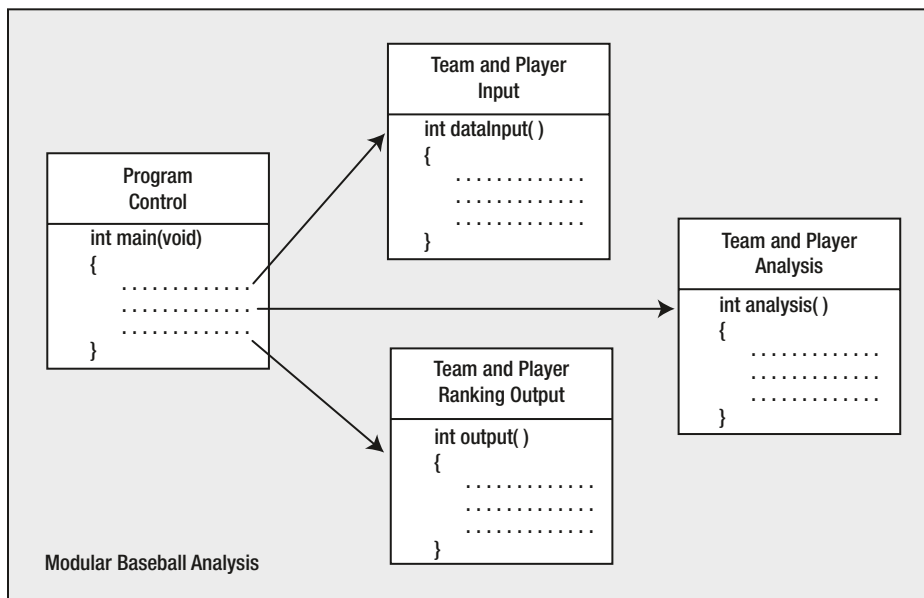 Program
Control
int main(void)
{
. . . . . . . . . . . . .
. . . . . . . . . . . . .
. . . . . . . . . . . . .
}
Team and Player
Input
int dataInput( )
{
. . . . . . . . . . . . .
. . . . . . . . . . . . .
. . . . . . . . . . . . .
}
Team and Player
Analysis
int analysis( )
{
. . . . . . . . . . . . .
. . . . . . . . . . . . .
. . . . . . . . . . . . .
}
Team and Player
Ranking Output
int output( )
{
. . . . . . . . . . . . .
. . . . . . . . . . . . .
. . . . . . . . . . . . .
}
Modular Baseball Analysis